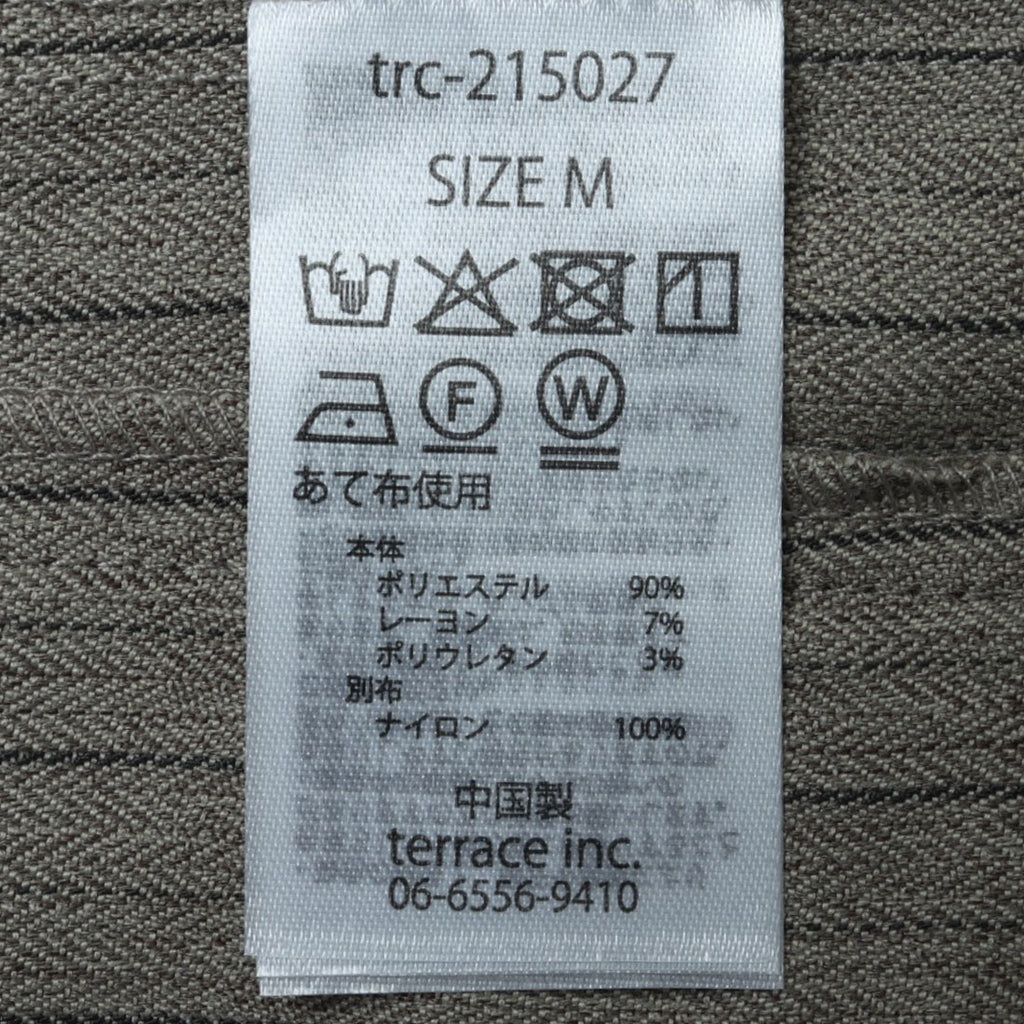 trc-215027
SIZE M
F W
あて布使用
本体
ポリエステル 90%
レーヨン 7%
ポリウレタン 3%
別布
ナイロン 100%
中国製
terrace inc.
06-6556-9410